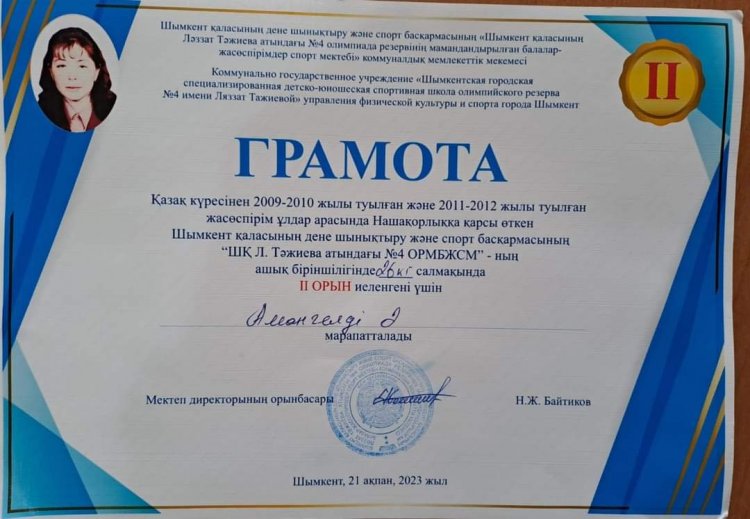 Шымкент қаласының дене шынықтыру және спорт басқармасының «Шымкент қаласының
Ләззат Тәжиева атындағы №4 олимпиада резервінің мамандандырылған балалар-
жасөспірімдер спорт мектебі» коммуналдық мемлекеттік мекемесі
Коммунально государственное учреждение «Шымкентская городская
специализированная детско-юношеская спортивная школа олимпийского резерва
№4 имени Ляззат Тажиевой» управления физической культуры и спорта города Шымкент
II
ГРАМОТА
Қазақ күресінен 2009-2010 жылы туылған және 2011-2012 жылы туылған
жасөспірім ұлдар арасында Нашақорлыққа қарсы өткен
Шымкент қаласының дене шынықтыру және спорт басқармасының
“ШҚ Л. Тәжиева атындағы №4 ОРМБЖСМ” - ның
ашық біріншілігінде 26 кг салмақында
II ОРЫН иеленгені үшін
Амангелді Ә
марапатталады
Мектеп директорының орынбасары
Н.Ж. Байтиков
Шымкент, 21 ақпан, 2023 жыл